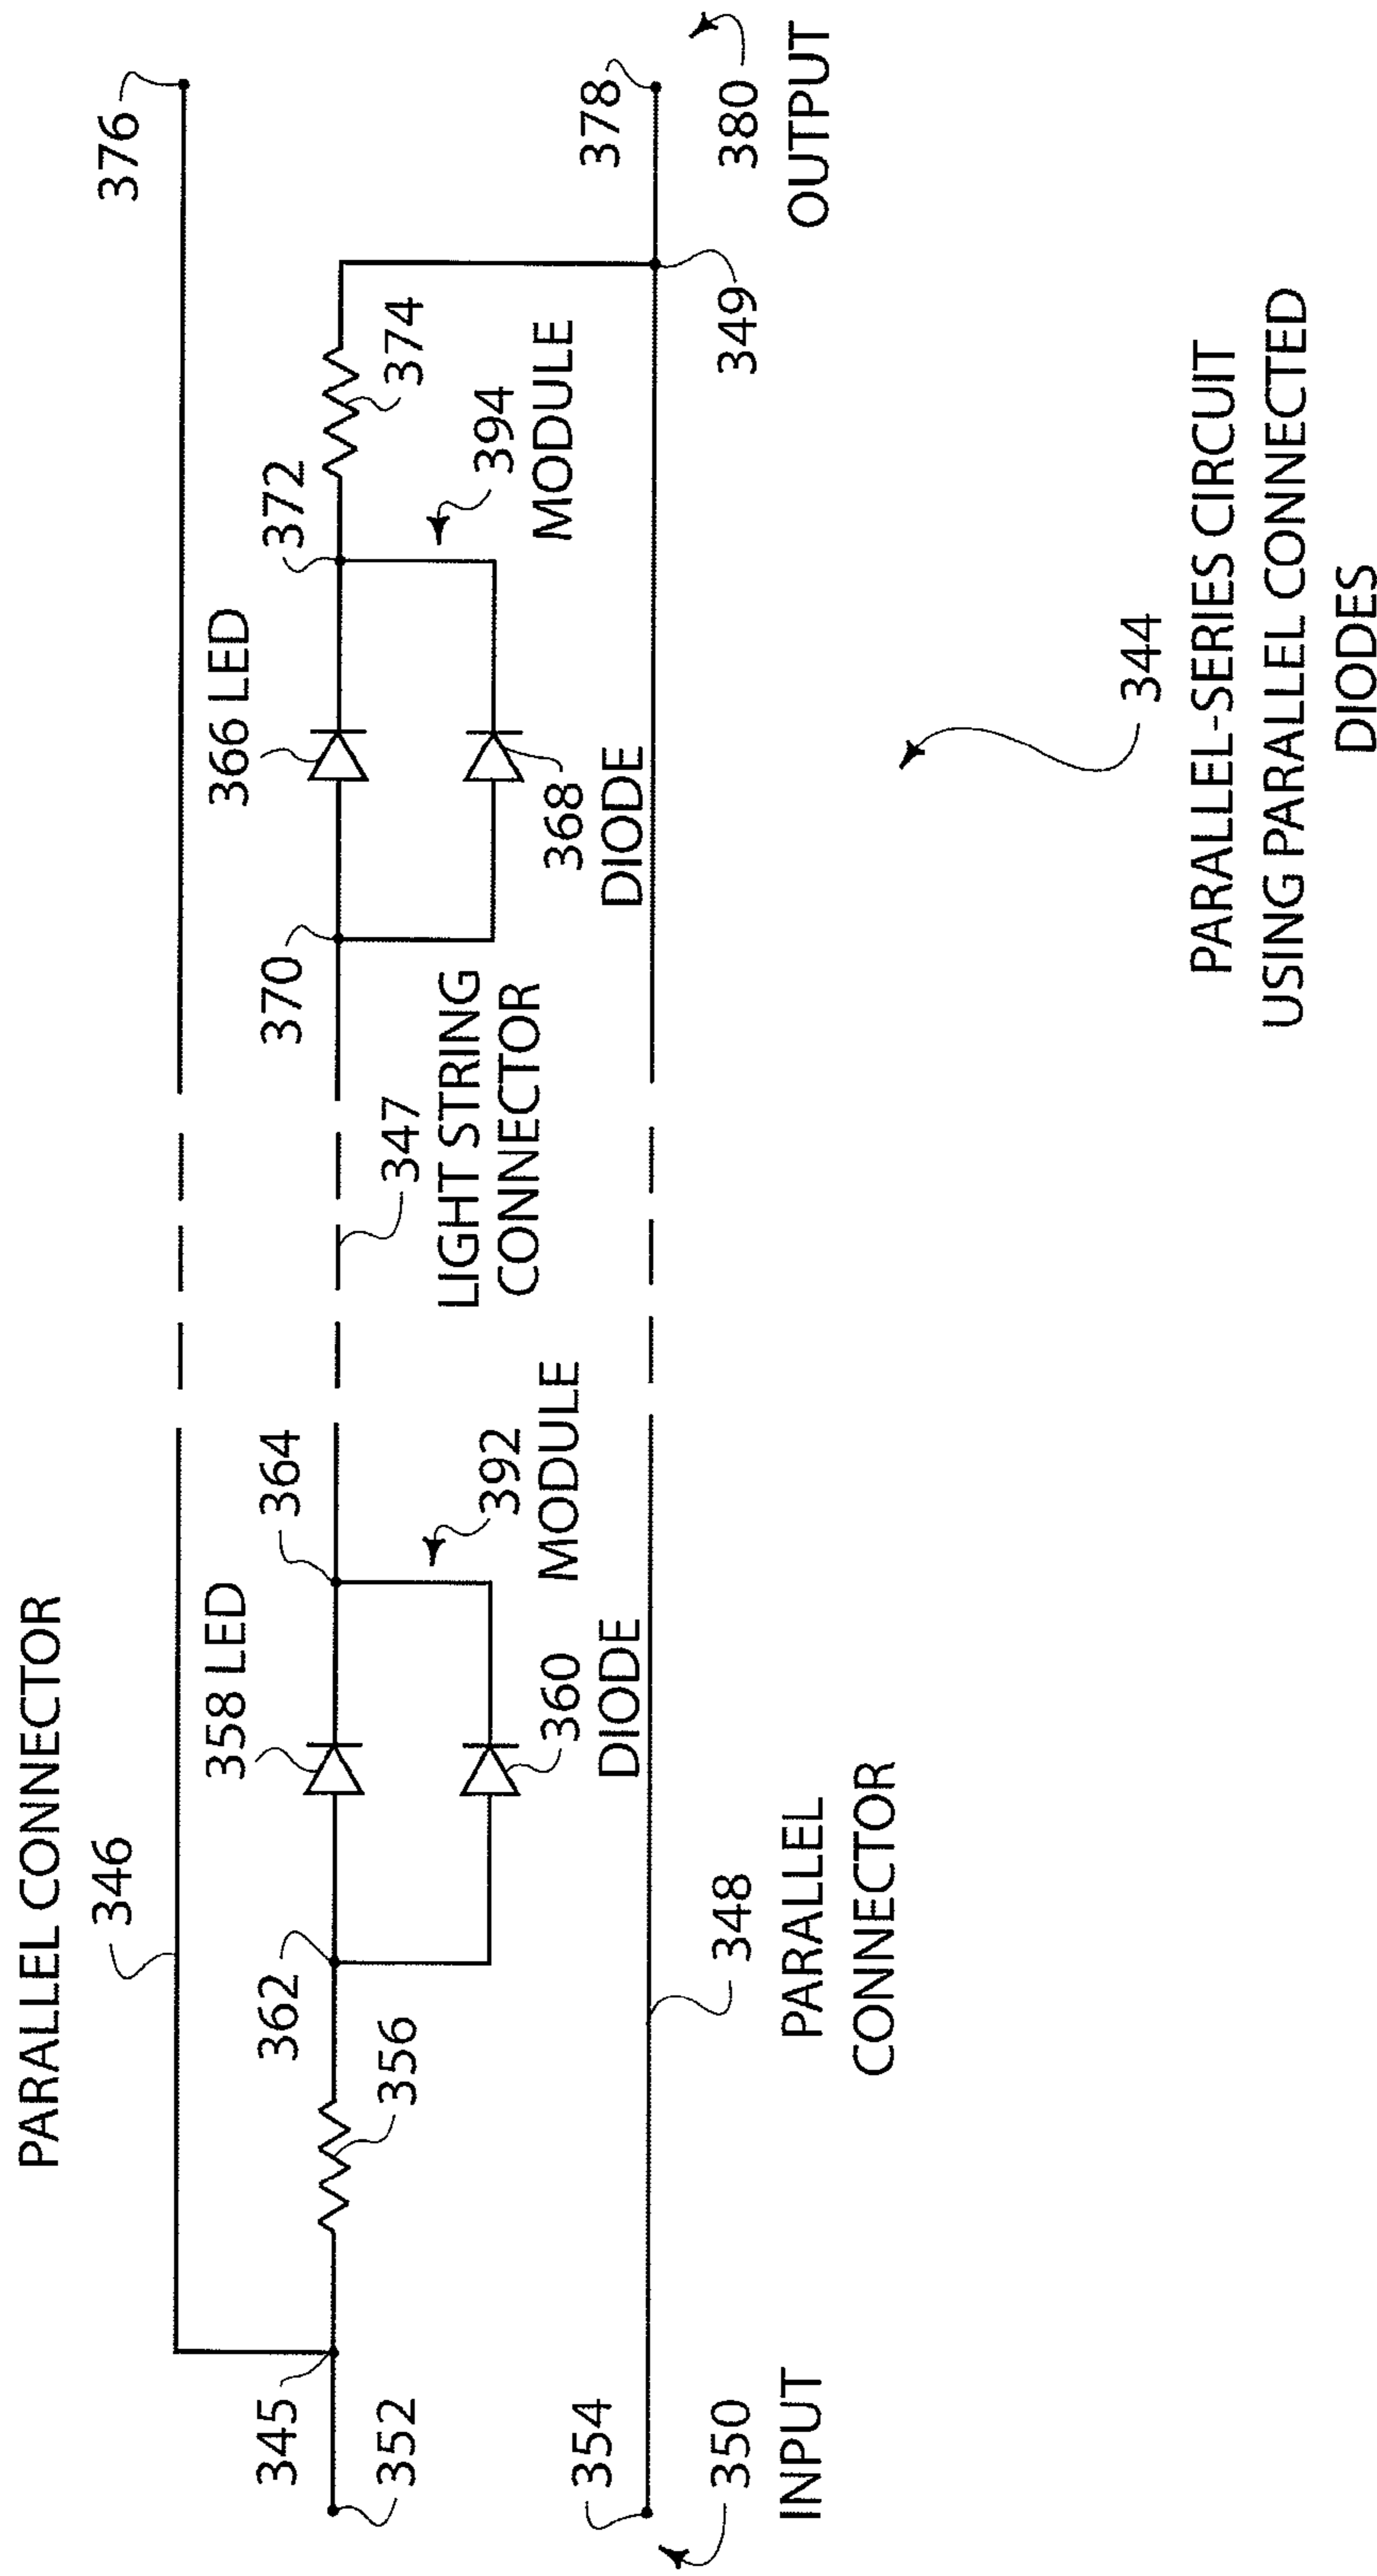 PARALLEL CONNECTOR
346
376
358 LED
366 LED
345
362
364
370
372
352
356
347
LIGHT STRING
CONNECTOR
374
392
MODULE
394
MODULE
360
DIODE
368
DIODE
354
378
350
INPUT
348
PARALLEL
CONNECTOR
349
380
OUTPUT
344
PARALLEL-SERIES CIRCUIT
USING PARALLEL CONNECTED
DIODES